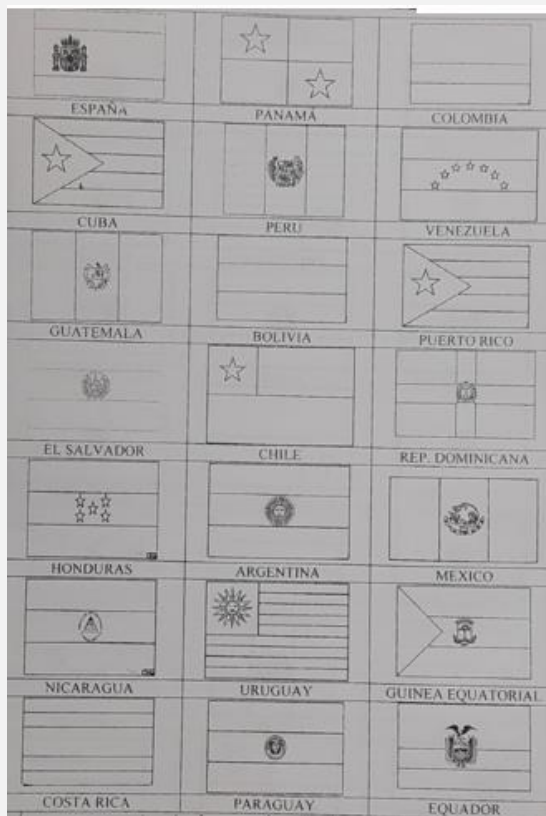 ESPAÑA PANAMÁ COLOMBIA
CUBA PERU VENEZUELA
GUATEMALA BOLIVIA PUERTO RICO
EL SALVADOR CHILE REP. DOMINICANA
HONDURAS ARGENTINA MEXICO
NICARAGUA URUGUAY GUINEA EQUATORIAL
COSTA RICA PARAGUAY EQUADOR